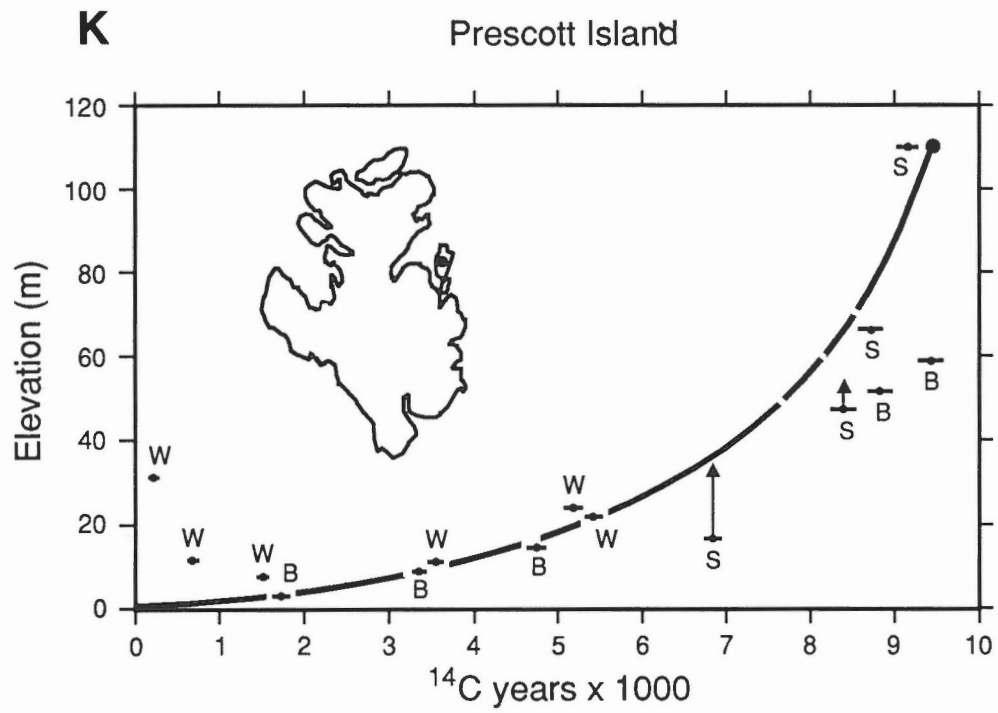 K
Prescott Island
Elevation (m)
120
100
80
60
40
20
0
S
S
B
S
B
W
W
W
S
W
W
W
B
B
B
0 1 2 3 4 5 6 7 8 9 10
¹⁴C years x 1000